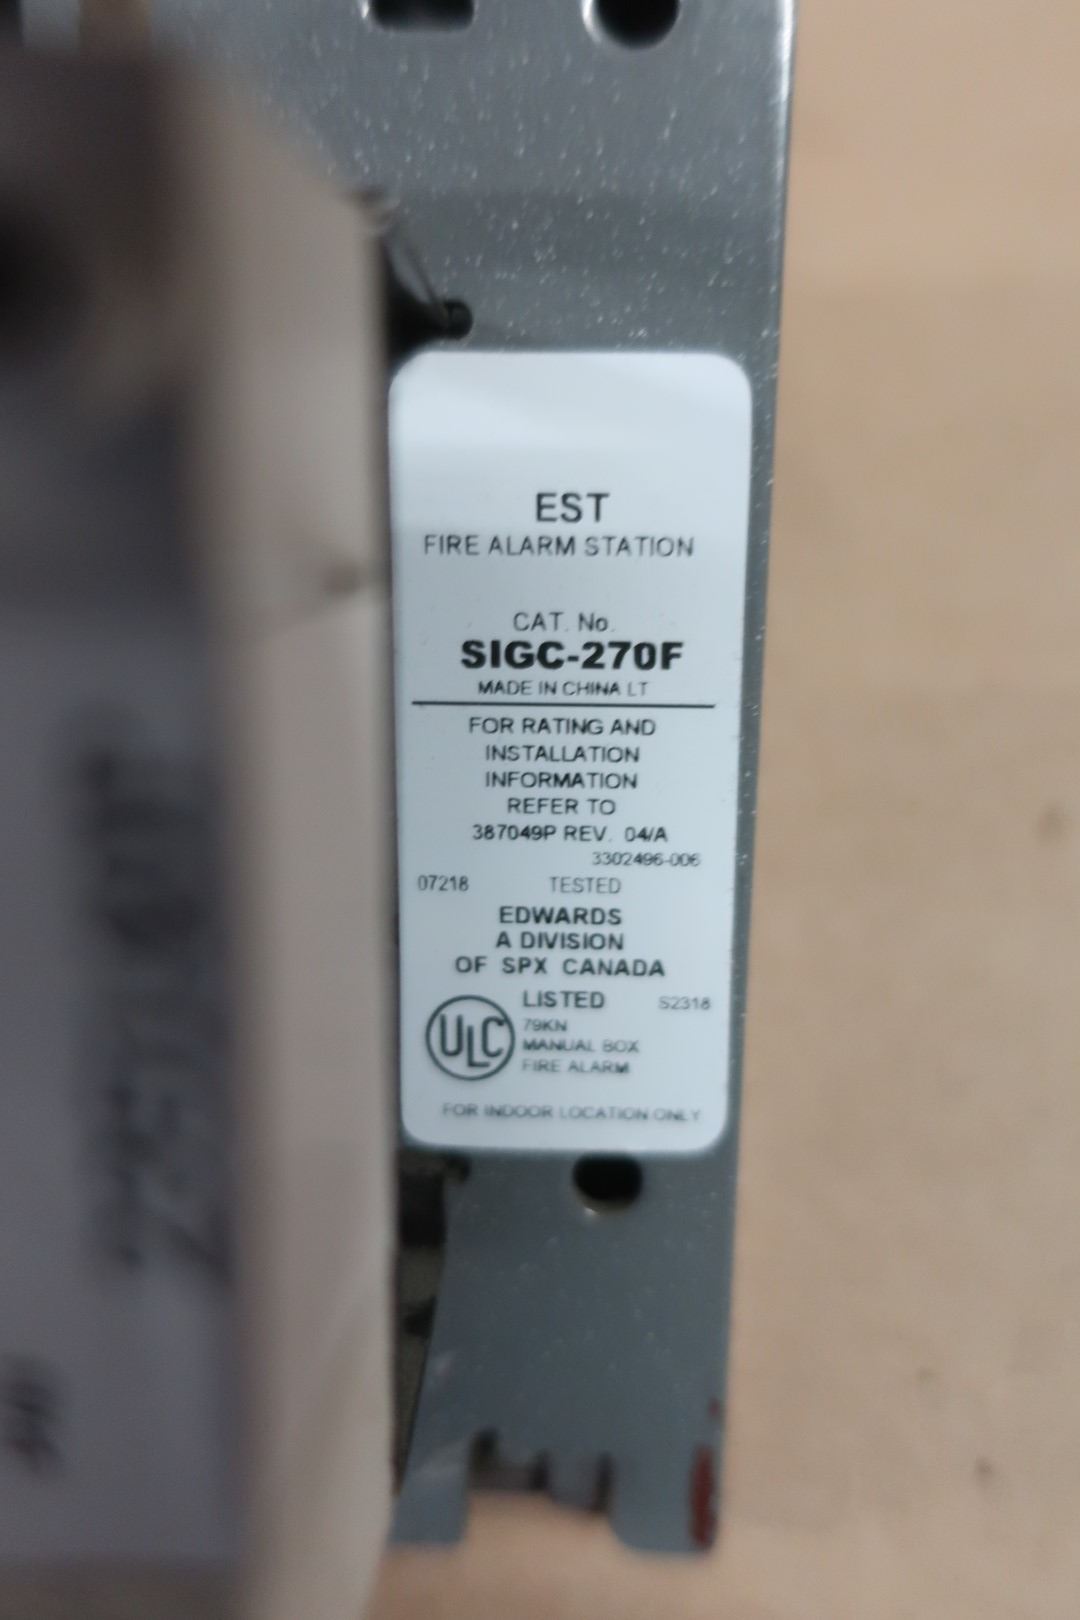 EST
FIRE ALARM STATION
CAT. No.
SIGC-270F
MADE IN CHINA LT
FOR RATING AND
INSTALLATION
INFORMATION
REFER TO
387049P REV. 04/A
3302496-006
07218 TESTED
EDWARDS
A DIVISION
OF SPX CANADA
ULC LISTED S2318
79KN
MANUAL BOX
FIRE ALARM
FOR INDOOR LOCATION ONLY